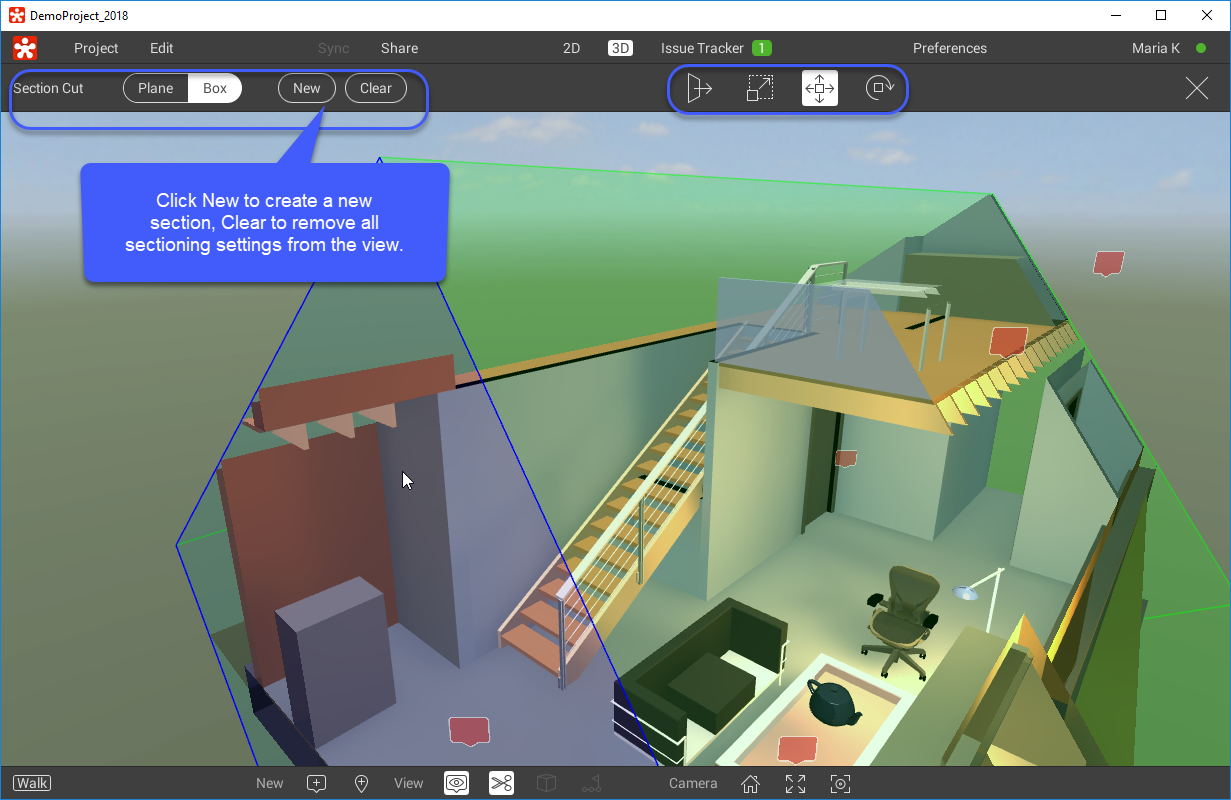 DemoProject_2018
Project Edit Sync Share 2D 3D Issue Tracker 1 Preferences Maria K
Section Cut Plane Box New Clear
Click New to create a new
section, Clear to remove all
sectioning settings from the view.
Walk New View Camera